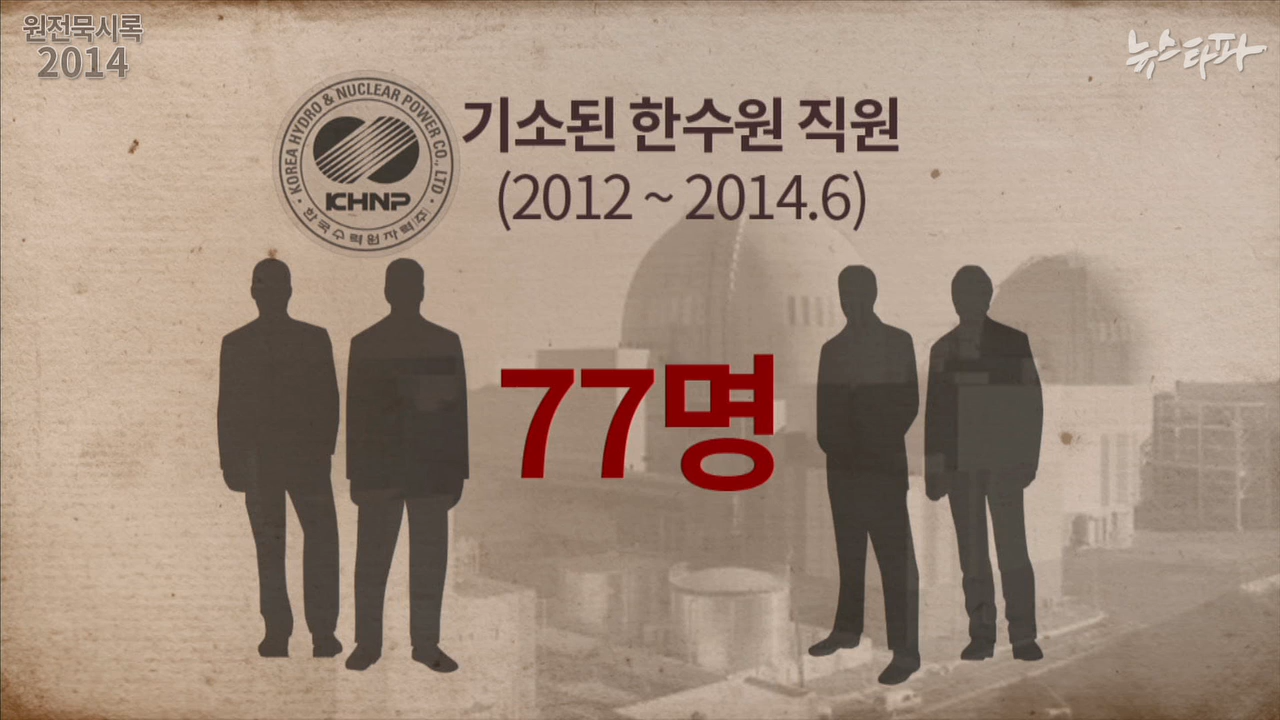 원전묵시록
2014
뉴스타파
KOREA HYDRO & NUCLEAR POWER CO., LTD
KHNP
한국수력원자력(주)
기소된 한수원 직원
(2012 ~ 2014.6)
77명